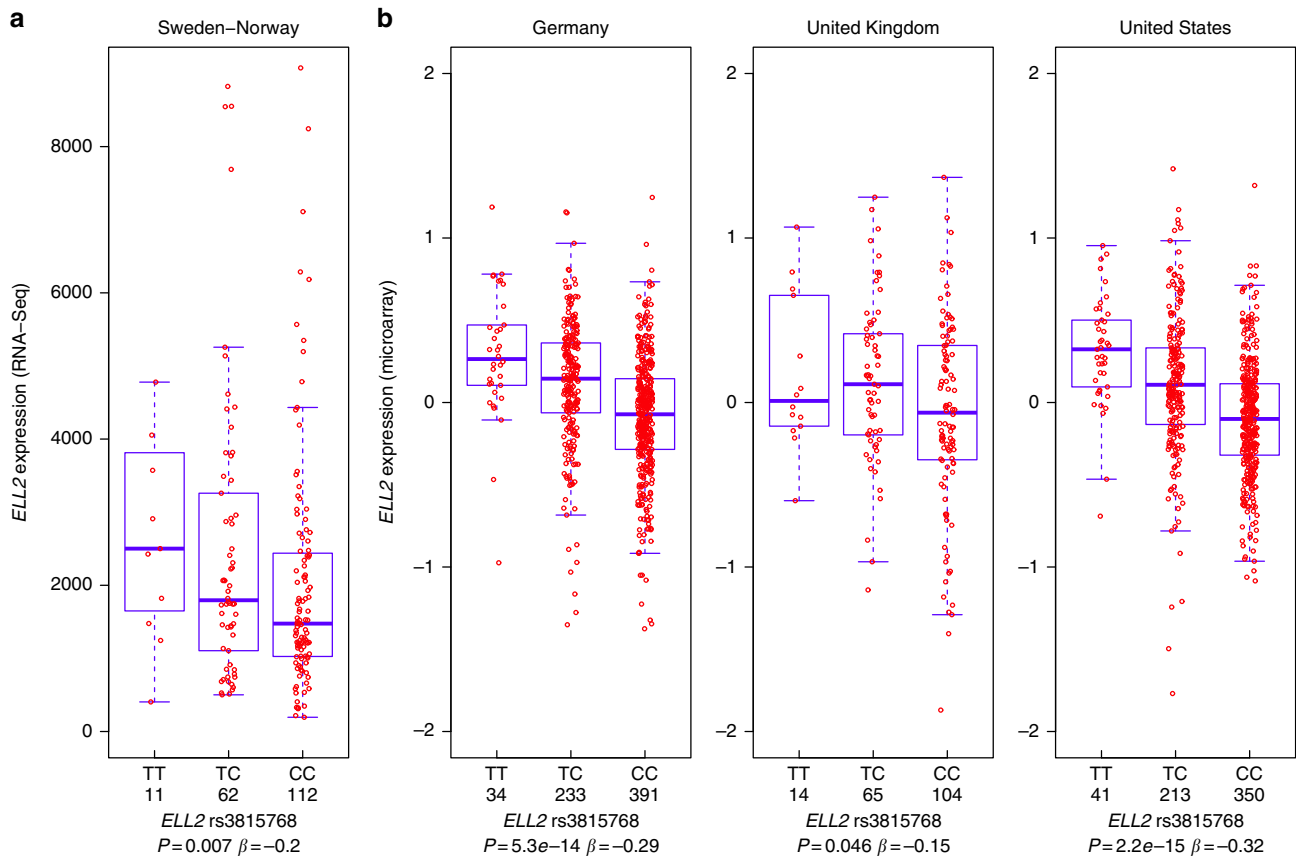 a
Sweden–Norway
ELL2 expression (RNA–Seq)
8000
6000
4000
2000
0
TT TC CC
11 62 112
ELL2 rs3815768
P=0.007 β=–0.2
b
Germany
ELL2 expression (microarray)
2
1
0
–1
–2
TT TC CC
34 233 391
ELL2 rs3815768
P=5.3e–14 β=–0.29
United Kingdom
2
1
0
–1
–2
TT TC CC
14 65 104
ELL2 rs3815768
P=0.046 β=–0.15
United States
2
1
0
–1
–2
TT TC CC
41 213 350
ELL2 rs3815768
P=2.2e–15 β=–0.32